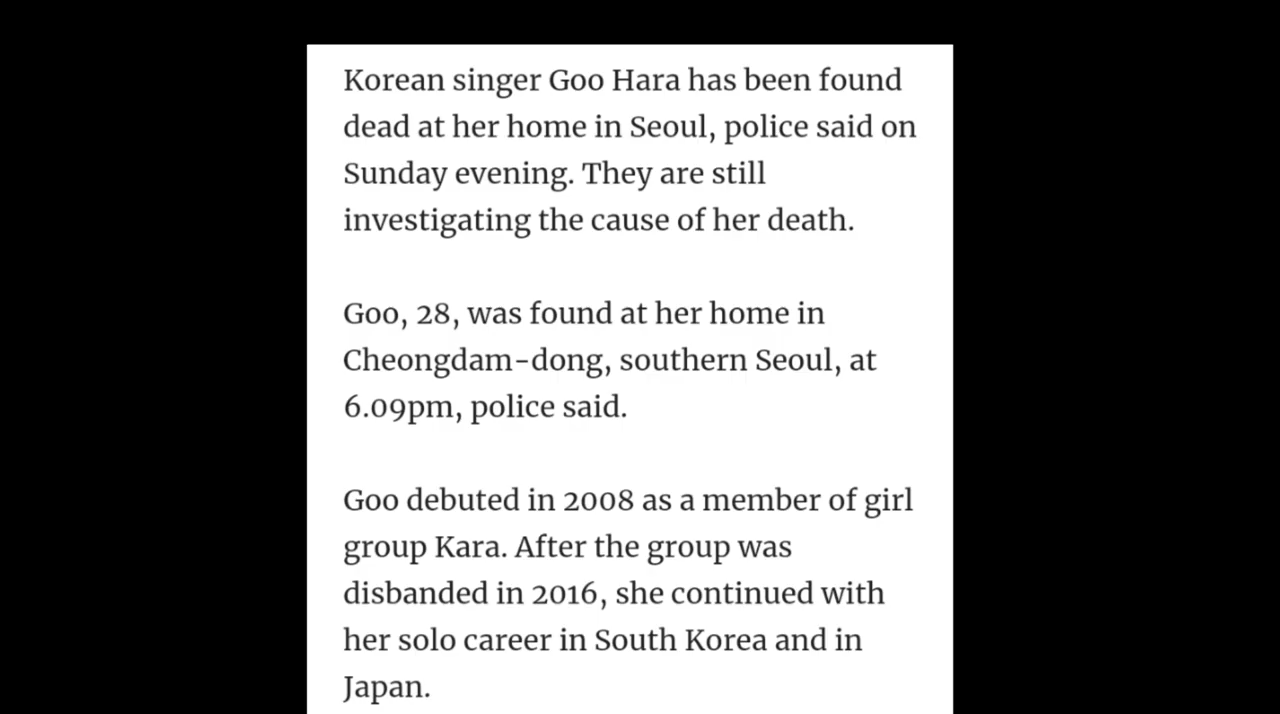 Korean singer Goo Hara has been found
dead at her home in Seoul, police said on
Sunday evening. They are still
investigating the cause of her death.
Goo, 28, was found at her home in
Cheongdam-dong, southern Seoul, at
6.09pm, police said.
Goo debuted in 2008 as a member of girl
group Kara. After the group was
disbanded in 2016, she continued with
her solo career in South Korea and in
Japan.